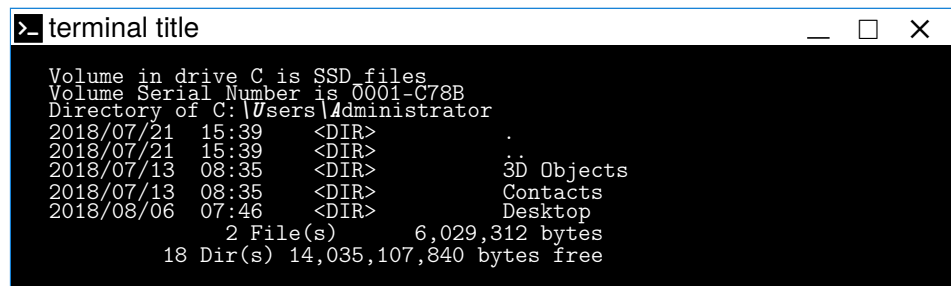 terminal title
Volume in drive C is SSD_files
Volume Serial Number is 0001-C78B
Directory of C:\Users\Administrator
2018/07/21  15:39    <DIR>          .
2018/07/21  15:39    <DIR>          ..
2018/07/13  08:35    <DIR>          3D Objects
2018/07/13  08:35    <DIR>          Contacts
2018/08/06  07:46    <DIR>          Desktop
2 File(s)      6,029,312 bytes
18 Dir(s) 14,035,107,840 bytes free